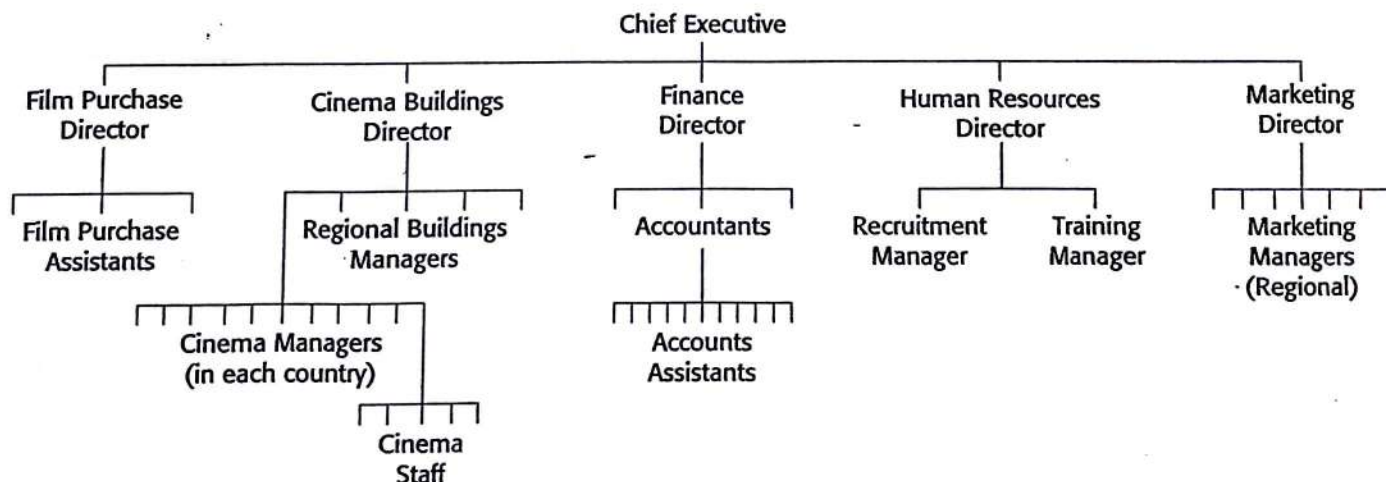 Chief Executive
Film Purchase
Director
Cinema Buildings
Director
Finance
Director
Human Resources
Director
Marketing
Director
Film Purchase
Assistants
Regional Buildings
Managers
Accountants
Recruitment
Manager
Training
Manager
Marketing
Managers
(Regional)
Cinema Managers
(in each country)
Accounts
Assistants
Cinema
Staff